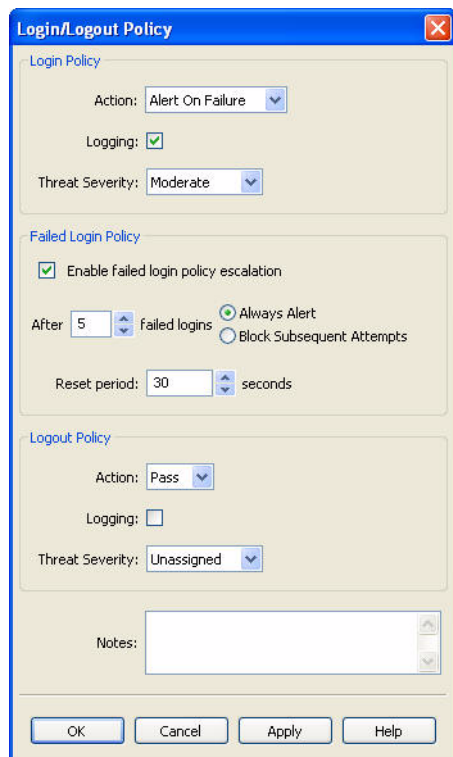 Login/Logout Policy
Login Policy
Action: Alert On Failure
Logging:
Threat Severity: Moderate
Failed Login Policy
Enable failed login policy escalation
After 5 failed logins
Always Alert
Block Subsequent Attempts
Reset period: 30 seconds
Logout Policy
Action: Pass
Logging:
Threat Severity: Unassigned
Notes:
OK Cancel Apply Help